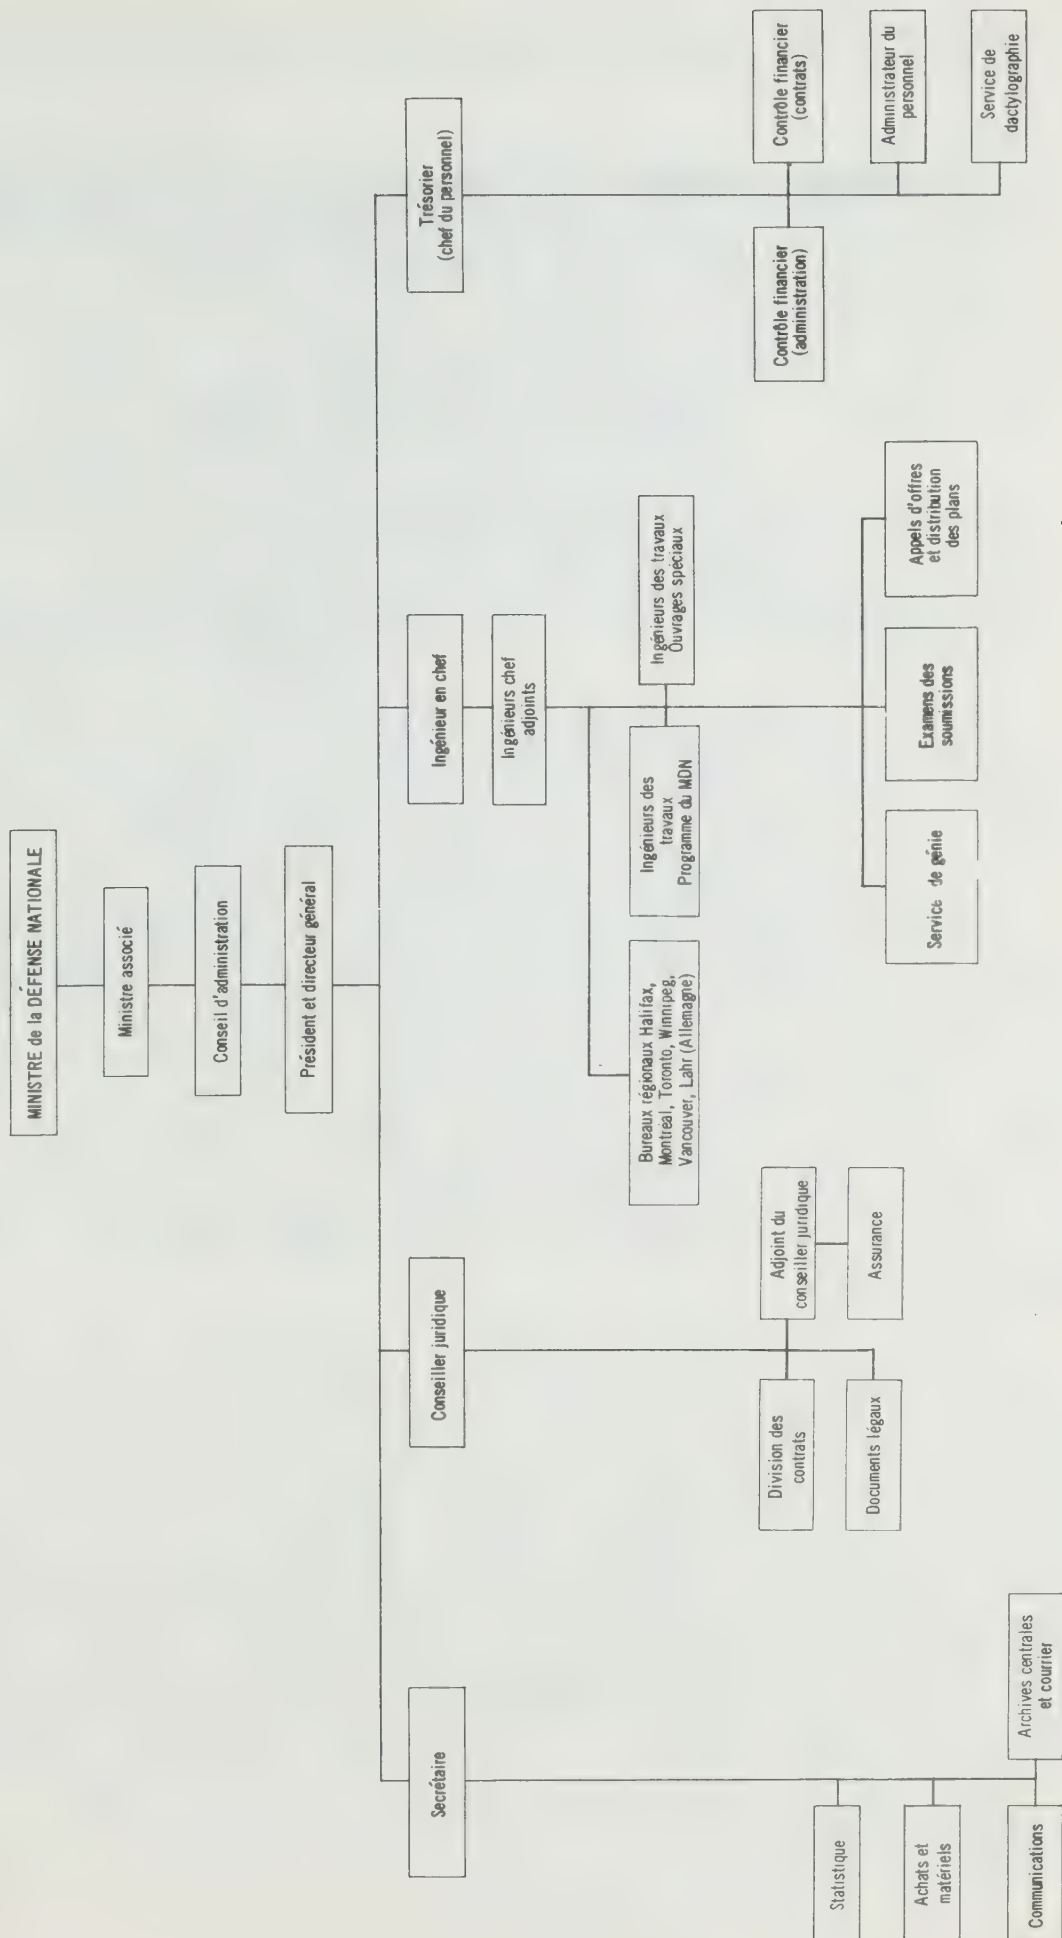 MINISTRE de la DÉFENSE NATIONALE
Ministre associé
Conseil d'administration
Président et directeur général
Secrétaire
Conseiller juridique
Ingénieur en chef
Trésorier
(chef du personnel)
Ingénieurs chef
adjoints
Statistique
Achats et
matériels
Communications
Archives centrales
et courrier
Division des
contrats
Documents légaux
Adjoint du
conseiller juridique
Assurance
Bureaux régionaux Halifax,
Montréal, Toronto, Winnipeg,
Vancouver, Lahr (Allemagne)
Ingénieurs des
travaux
Programme du MDN
Ingénieurs des travaux
Ouvrages spéciaux
Service de génie
Examens des
soumissions
Appels d'offres
et distribution
des plans
Contrôle financier
(administration)
Contrôle financier
(contrats)
Administrateur du
personnel
Service de
dactylographie